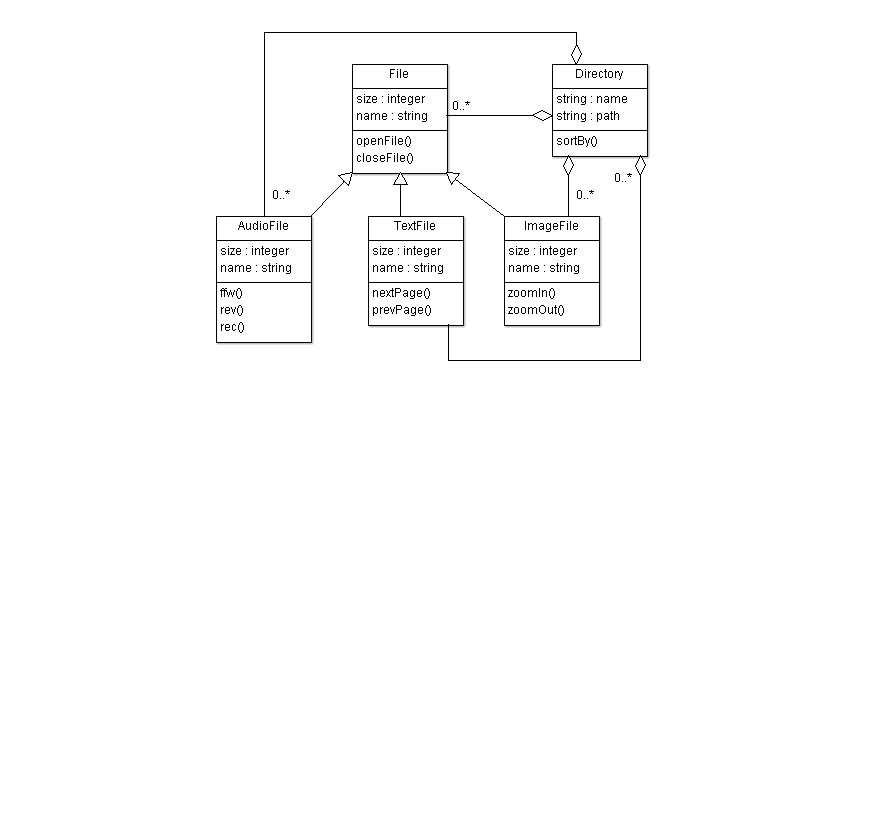 File
size : integer
name : string
openFile()
closeFile()
0..*
Directory
string : name
string : path
sortBy()
0..*
0..*
0..*
AudioFile
size : integer
name : string
ffw()
rev()
rec()
TextFile
size : integer
name : string
nextPage()
prevPage()
ImageFile
size : integer
name : string
zoomIn()
zoomOut()